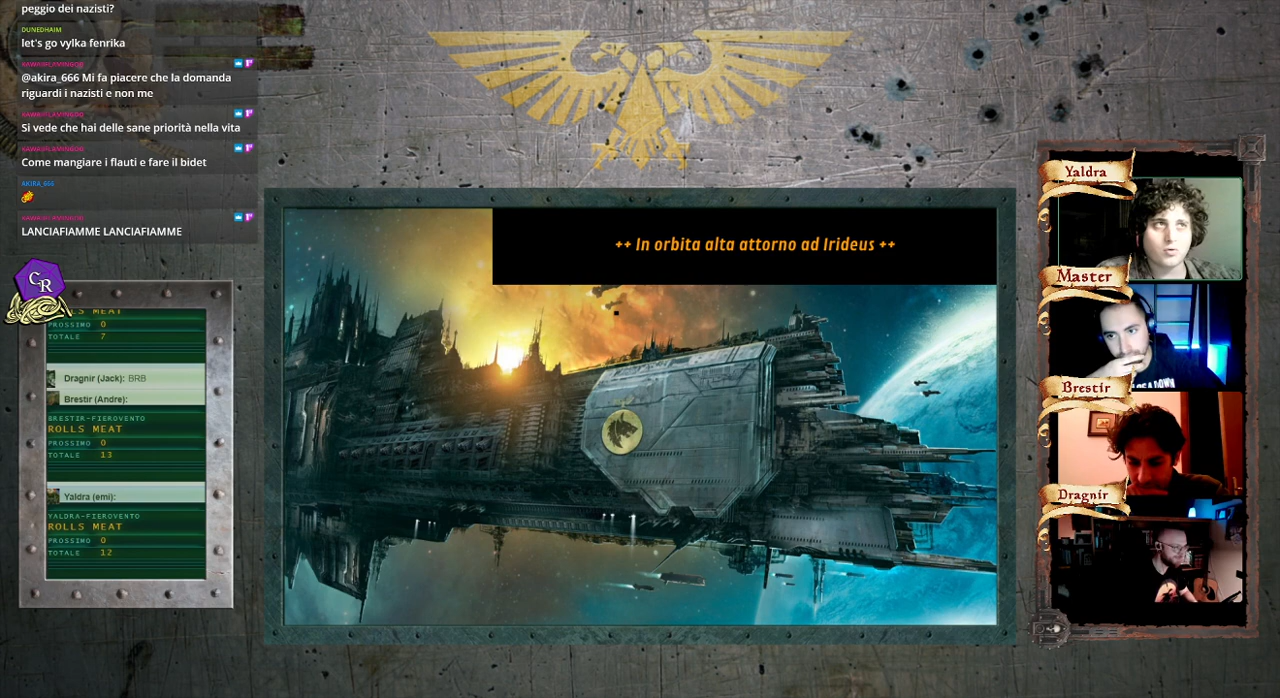 peggio dei nazisti?
DUNEDHAIM
let's go vylka fenrika
@akira_666 Mi fa piacere che la domanda
riguardi i nazisti e non me
Si vede che hai delle sane priorità nella vita
Come mangiare i flauti e fare il bidet
AKIRA_666
LANCIAFIAMME LANCIAFIAMME
CR
PROSSIMO 0
TOTALE 7
Dragnir (Jack): BRB
Brestir (Andre):
BRESTIR-FIEROVENTO
ROLLS MEAT
PROSSIMO 0
TOTALE 13
Yaldra (emi):
YALDRA-FIEROVENTO
ROLLS MEAT
PROSSIMO 0
TOTALE 12
++ In orbita alta attorno ad Irideus ++
Yaldra
Master
Brestir
Dragnir